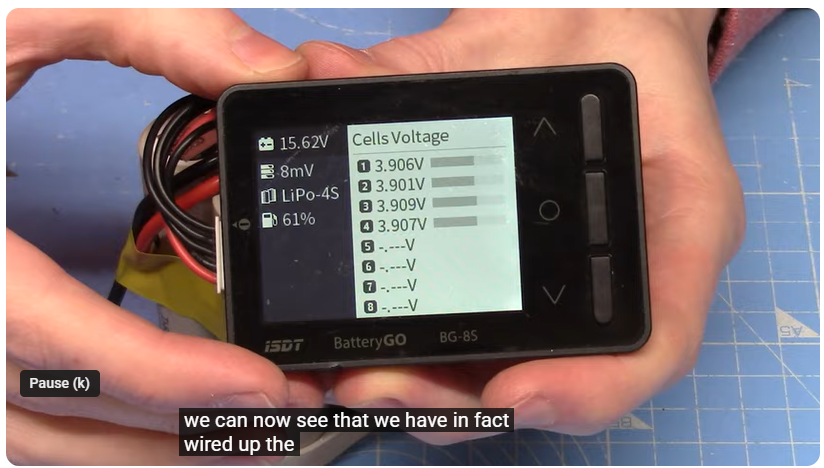 15.62V
8mV
LiPo-4S
61%
Cells Voltage
1 3.906V
2 3.901V
3 3.909V
4 3.907V
5 -.---V
6 -.---V
7 -.---V
8 -.---V
ISDT BatteryGO BG-8S
A5
Pause (k)
we can now see that we have in fact
wired up the